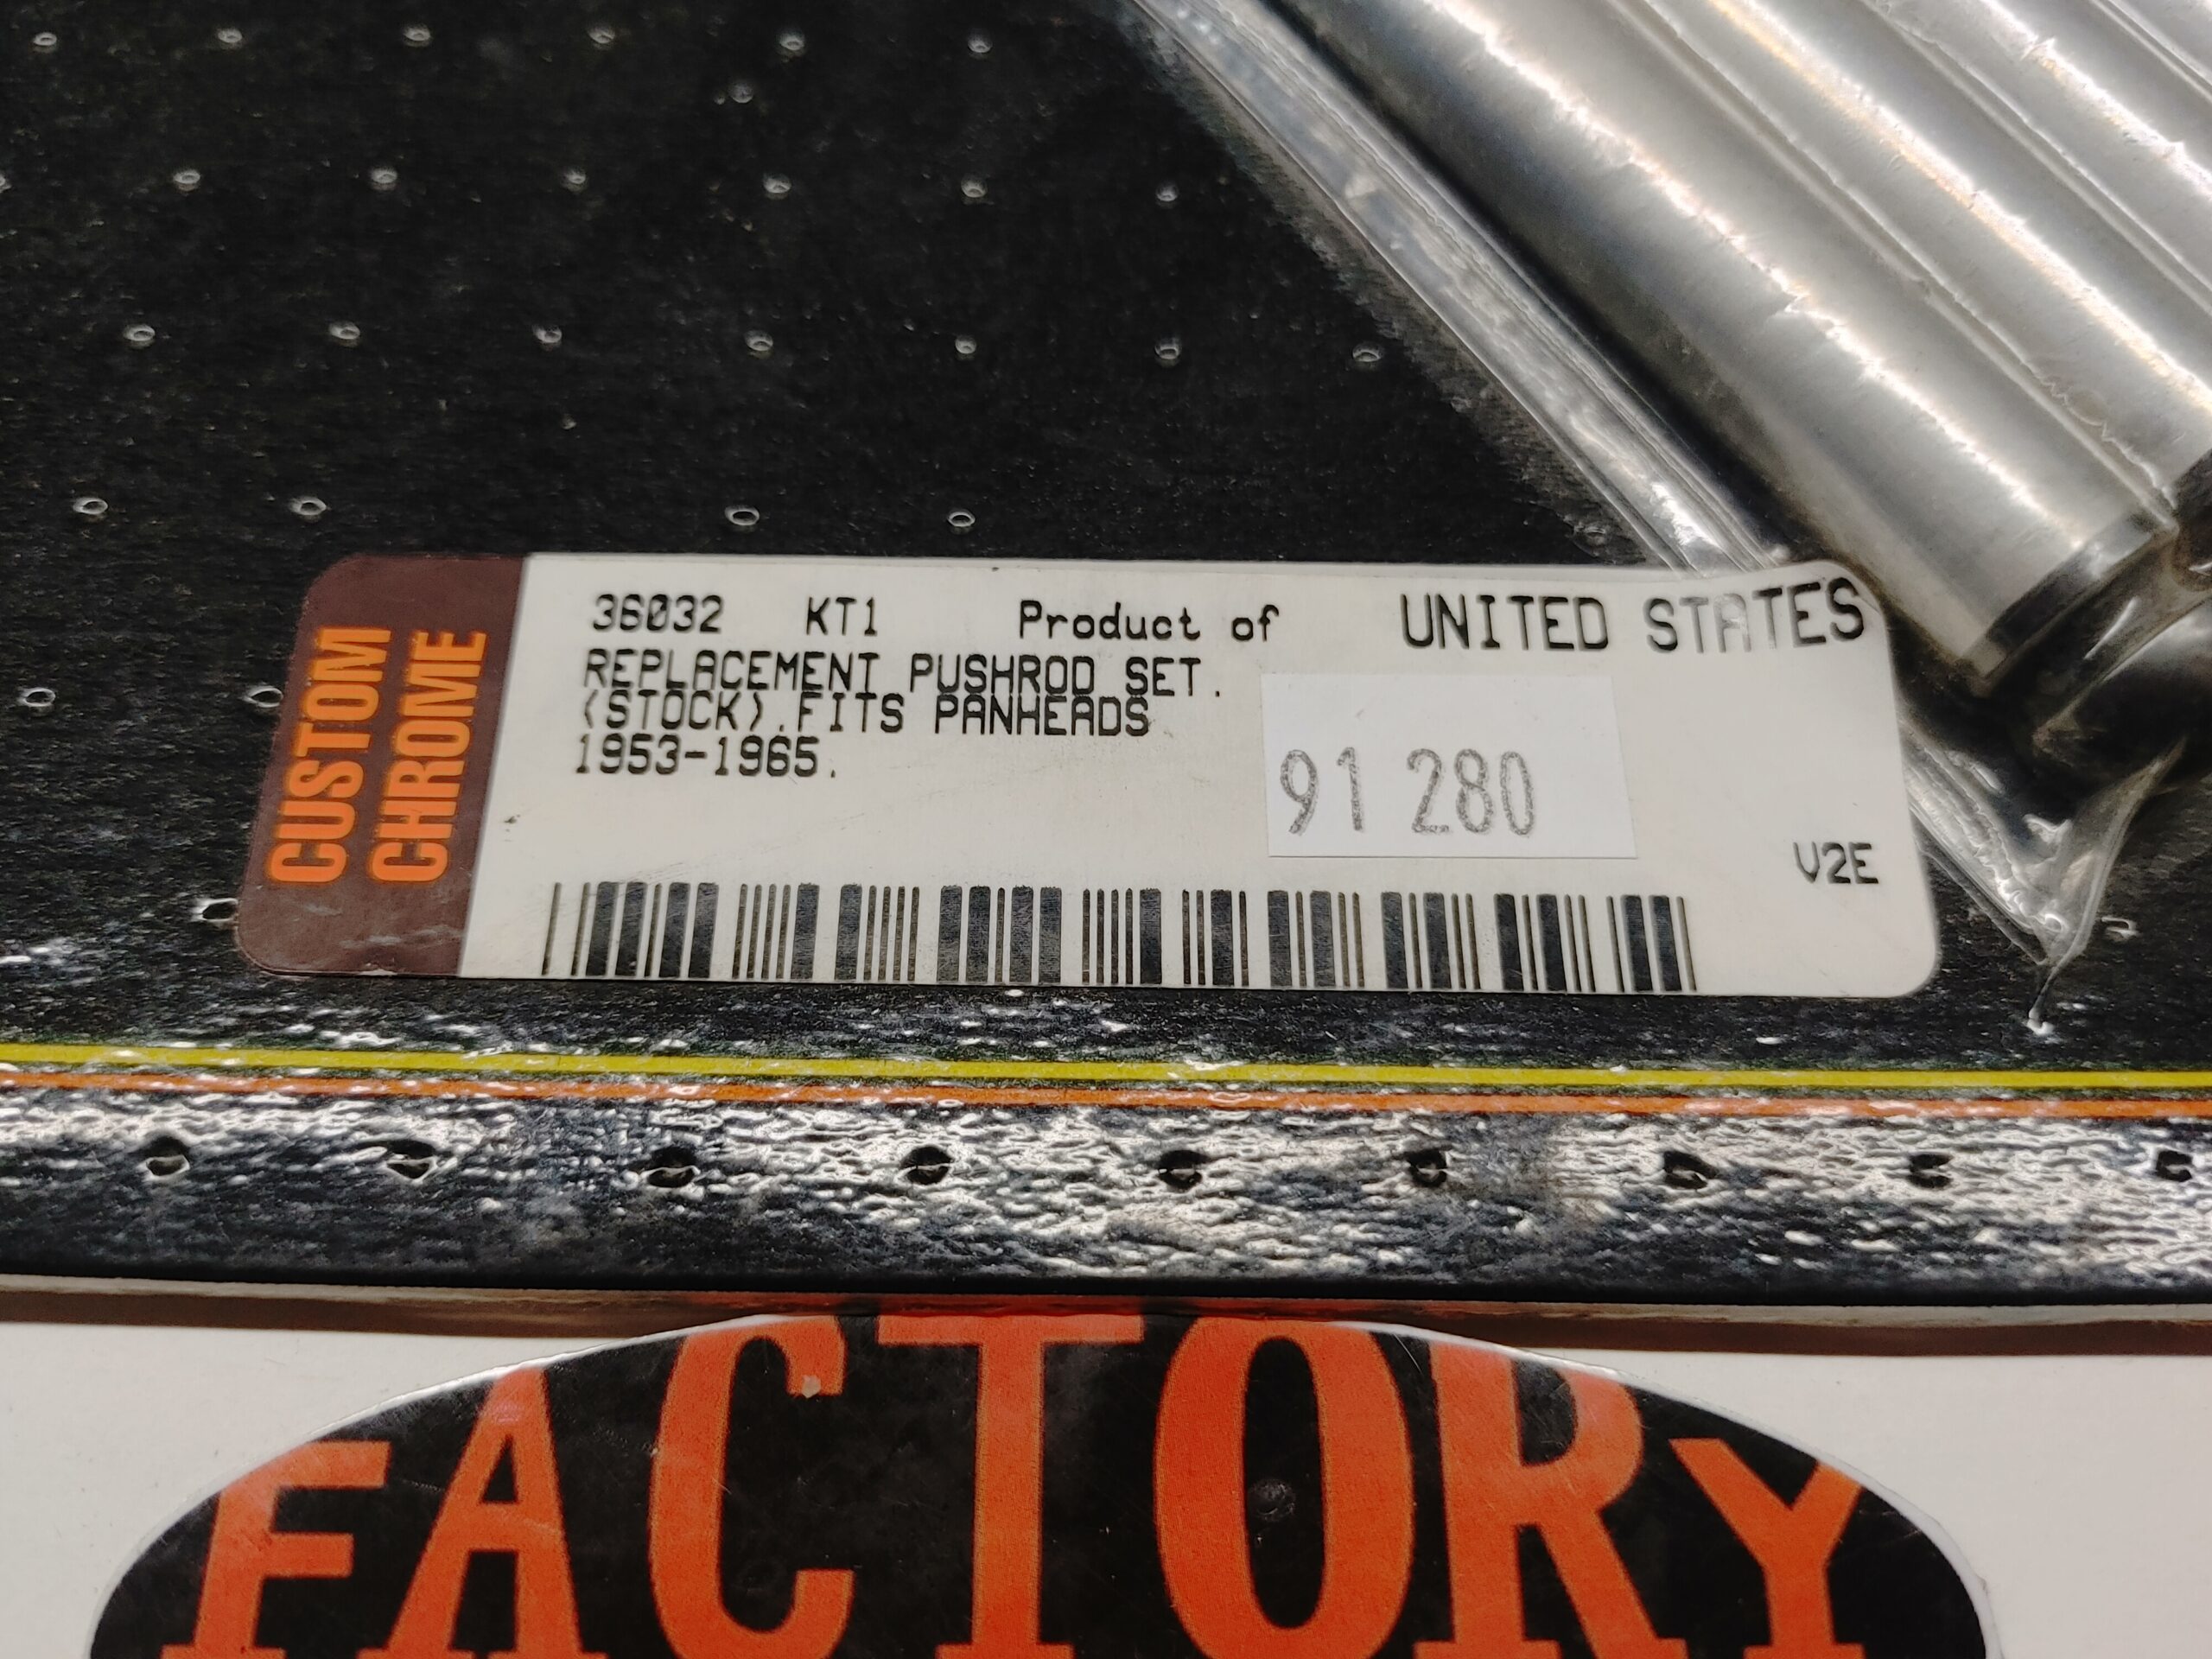 CUSTOM
CHROME
36032 KT1 Product of UNITED STATES
REPLACEMENT PUSHROD SET.
(STOCK).FITS PANHEADS
1953-1965.
91 280
V2E
FACTORY